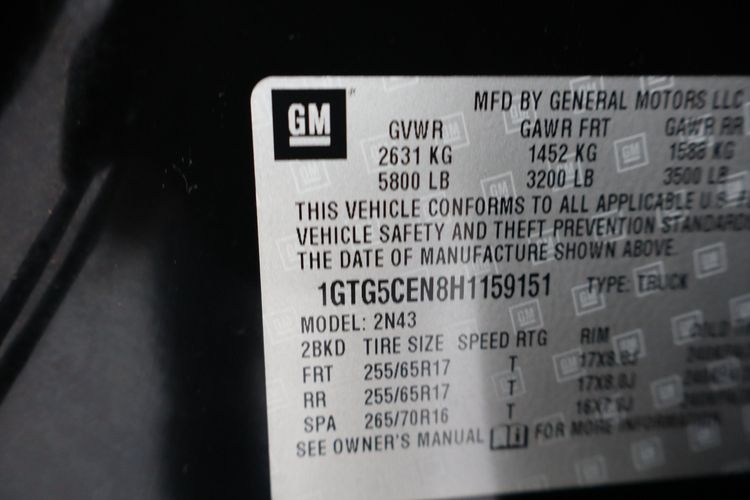 GM
MFD BY GENERAL MOTORS LLC
GVWR GAWR FRT GAWR RR
2631 KG 1452 KG 1588 KG
5800 LB 3200 LB 3500 LB
THIS VEHICLE CONFORMS TO ALL APPLICABLE U.S.
VEHICLE SAFETY AND THEFT PREVENTION STANDARDS
THE DATE OF MANUFACTURE SHOWN ABOVE.
1GTG5CEN8H1159151 TYPE: TRUCK
MODEL: 2N43
2BKD TIRE SIZE SPEED RTG RIM COLD
FRT 255/65R17 T 17X8.0J
RR 255/65R17 T 17X8.0J
SPA 265/70R16 T
SEE OWNER'S MANUAL FOR MORE INFORMATION